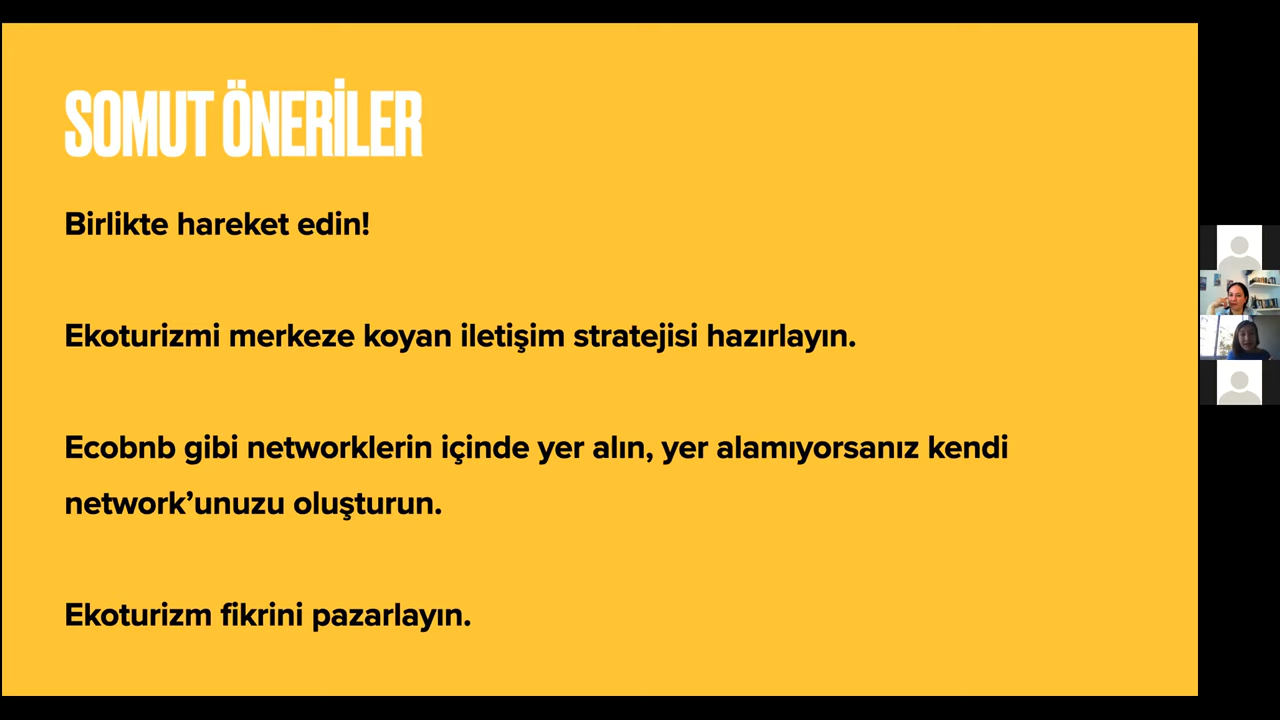 SOMUT ÖNERİLER
Birlikte hareket edin!
Ekoturizmi merkeze koyan iletişim stratejisi hazırlayın.
Ecobnb gibi networklerin içinde yer alın, yer alamıyorsanız kendi
network’unuzu oluşturun.
Ekoturizm fikrini pazarlayın.